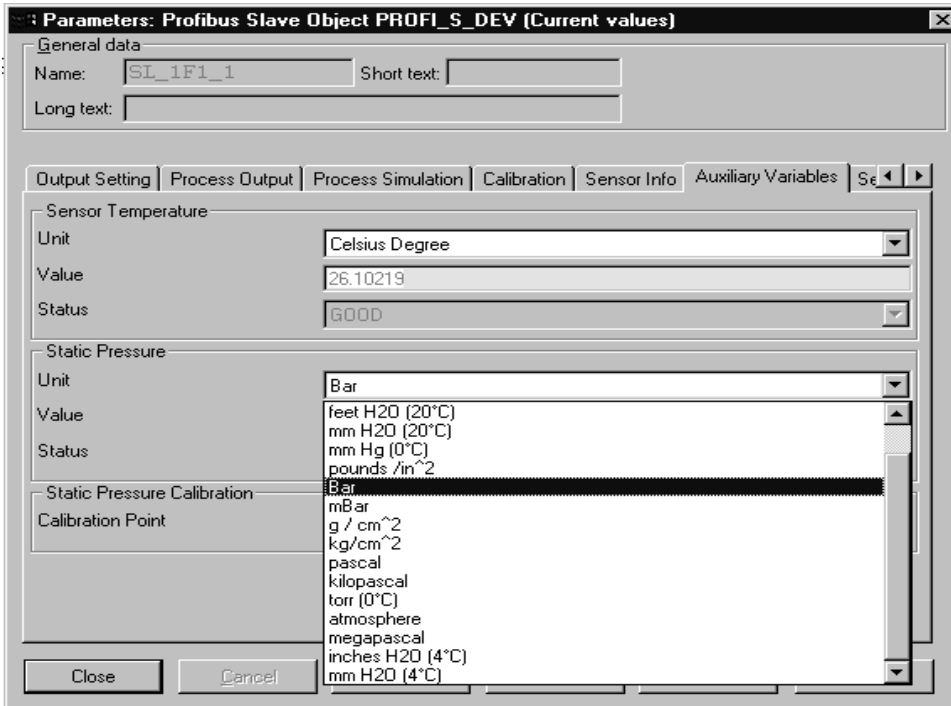 Parameters: Profibus Slave Object PROFI_S_DEV (Current values)
General data
Name: SL_1F1_1 Short text:
Long text:
Output Setting Process Output Process Simulation Calibration Sensor Info Auxiliary Variables
Sensor Temperature
Unit Celsius Degree
Value 26.10219
Status GOOD
Static Pressure
Unit Bar
Value
Status
Static Pressure Calibration
Calibration Point
feet H2O (20°C)
mm H2O (20°C)
mm Hg (0°C)
pounds /in^2
Bar
mBar
g / cm^2
kg/cm^2
pascal
kilopascal
torr (0°C)
atmosphere
megapascal
inches H2O (4°C)
mm H2O (4°C)
Close Cancel